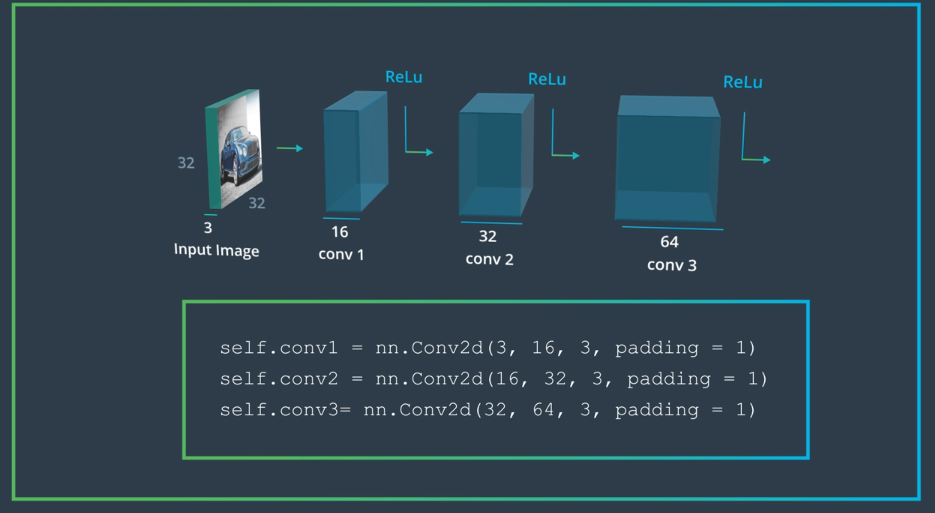 ReLu
ReLu
ReLu
32
32
3
Input Image
16
conv 1
32
conv 2
64
conv 3
self.conv1 = nn.Conv2d(3, 16, 3, padding = 1)
self.conv2 = nn.Conv2d(16, 32, 3, padding = 1)
self.conv3= nn.Conv2d(32, 64, 3, padding = 1)